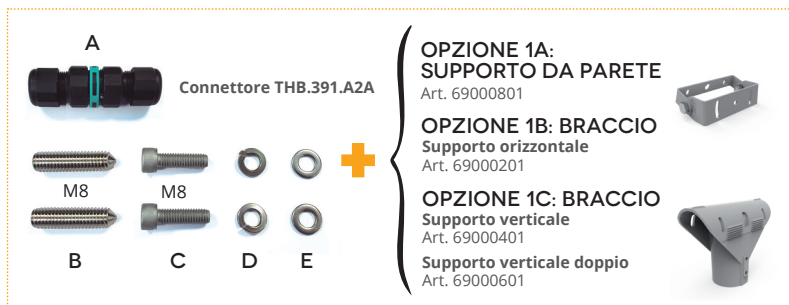 A
Connettore THB.391.A2A
M8
M8
B
C
D
E
OPZIONE 1A:
SUPPORTO DA PARETE
Art. 69000801
OPZIONE 1B: BRACCIO
Supporto orizzontale
Art. 69000201
OPZIONE 1C: BRACCIO
Supporto verticale
Art. 69000401
Supporto verticale doppio
Art. 69000601